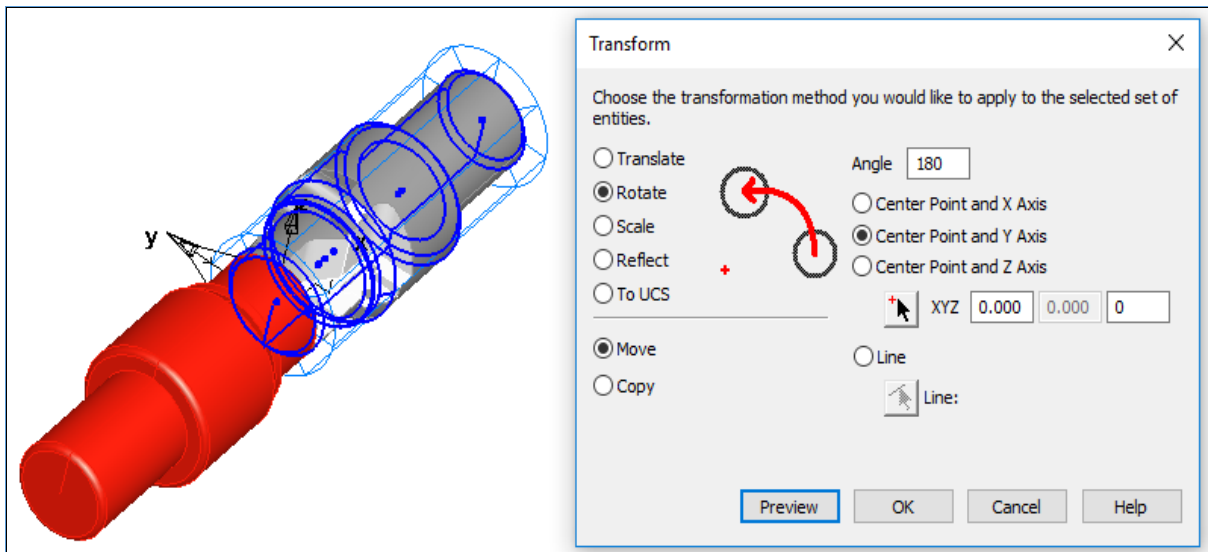 Transform
Choose the transformation method you would like to apply to the selected set of
entities.
Translate
Rotate
Scale
Reflect
To UCS
Move
Copy
Angle 180
Center Point and X Axis
Center Point and Y Axis
Center Point and Z Axis
XYZ 0.000 0.000 0
Line
Line:
Preview OK Cancel Help
y